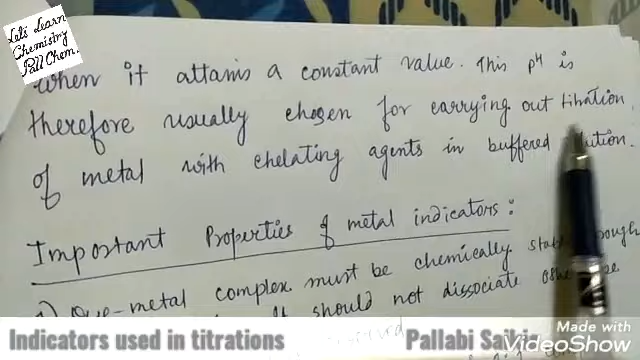 Let's Learn
Chemistry
Pall Chem.
when it attains a constant value. This pH is
therefore usually chosen for carrying out titration
of metal with chelating agents in buffered
Important Properties of metal indicators:
a) Dye-metal complex must be chemically
should not dissociate
Indicators used in titrations
Pallabi
Made with
VideoShow